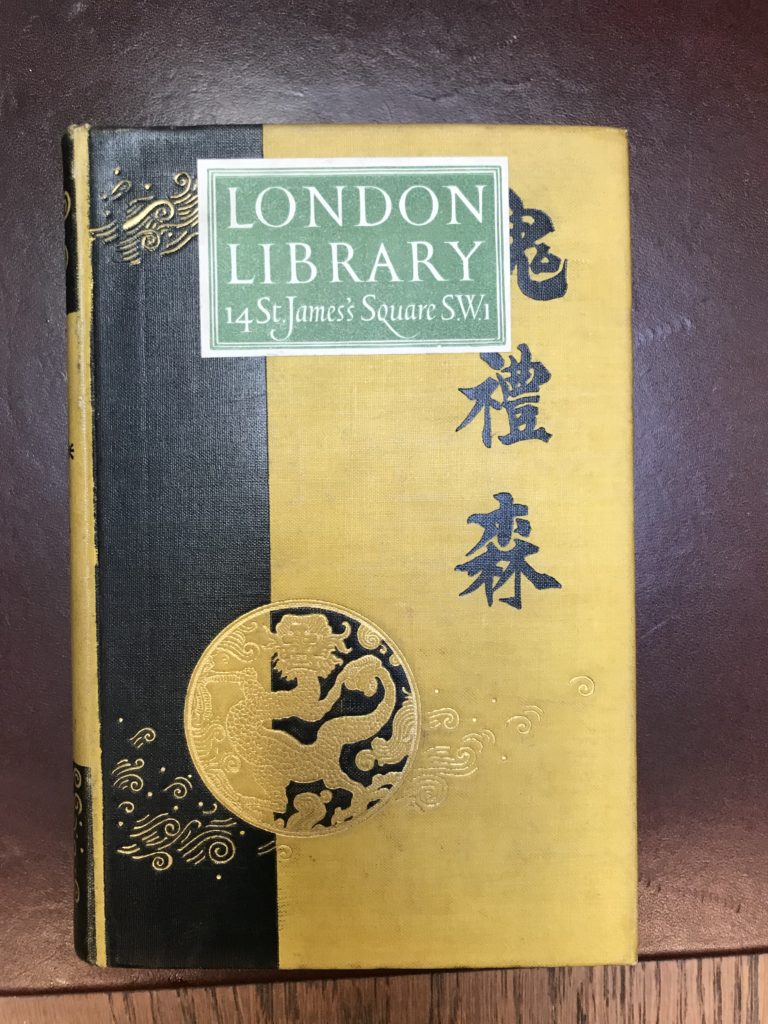 LONDON
LIBRARY
14 St. James's Square S.W.1
禮
森